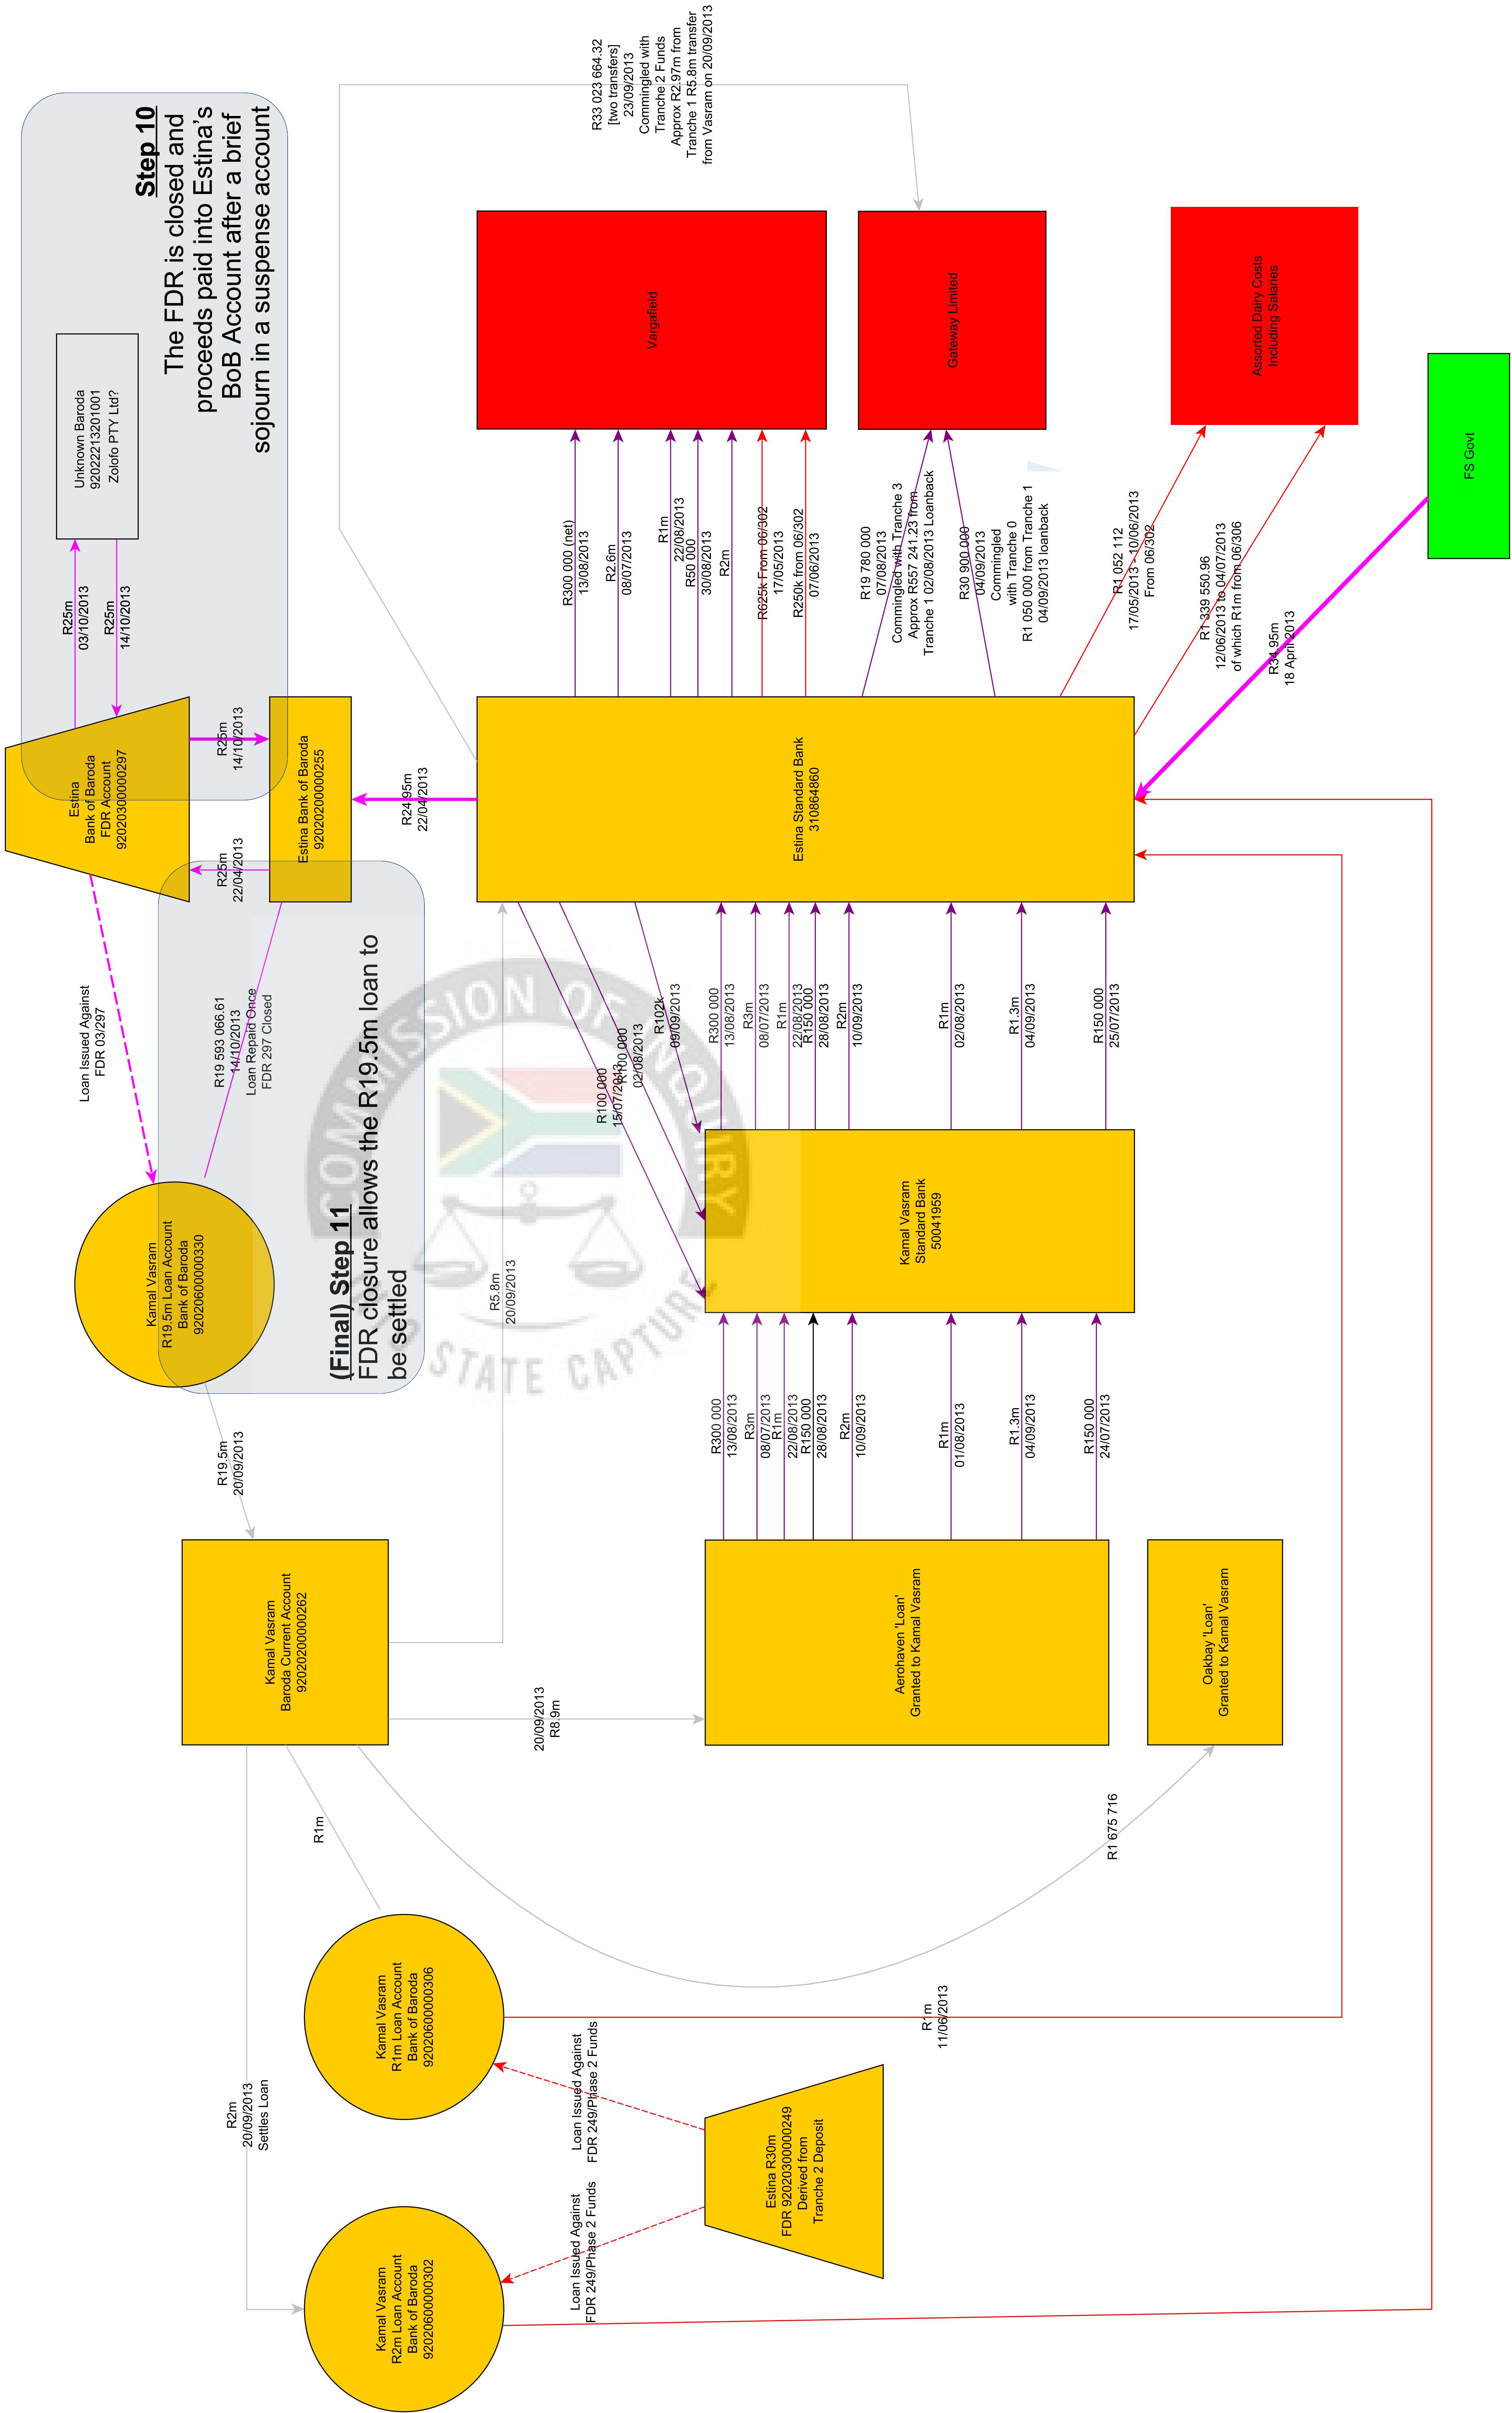 Step 10
The FDR is closed and
proceeds paid into Estina's
BoB Account after a brief
sojourn in a suspense account
Unknown Baroda
92022213201001
Zolofo PTY Ltd?
R25m
03/10/2013
R25m
14/10/2013
Estina
Bank of Baroda
FDR Account
92020300000297
R25m
14/10/2013
R25m
22/04/2013
Estina Bank of Baroda
92020200000255
R24.95m
22/04/2013
Loan Issued Against
FDR 03/297
R19 593 066.61
14/10/2013
Loan Repaid Once
FDR 297 Closed
(Final) Step 11
FDR closure allows the R19.5m loan to
be settled
Kamal Vasram
R19.5m Loan Account
Bank of Baroda
92020600000330
R19.5m
20/09/2013
Kamal Vasram
Baroda Current Account
92020200000262
R5.8m
20/09/2013
20/09/2013
R8.9m
R1m
R1 675 716
R2m
20/09/2013
Settles Loan
Kamal Vasram
R1m Loan Account
Bank of Baroda
92020600000306
Kamal Vasram
R2m Loan Account
Bank of Baroda
92020600000302
Loan Issued Against
FDR 249/Phase 2 Funds
Loan Issued Against
FDR 249/Phase 2 Funds
Estina R30m
FDR 92020300000249
Derived from
Tranche 2 Deposit
R1m
11/06/2013
R33 023 664.32
[two transfers]
23/09/2013
Commingled with
Tranche 2 Funds
Approx R2.97m from
Tranche 1 R5.8m transfer
from Vasram on 20/09/2013
Vargafield
Gateway Limited
Assorted Dairy Costs
Including Salaries
FS Govt
R300 000 (net)
13/08/2013
R2.6m
08/07/2013
R1m
22/08/2013
R50 000
30/08/2013
R2m
R625k From 06/302
17/05/2013
R250k from 06/302
07/06/2013
R19 780 000
07/08/2013
Commingled with Tranche 3
Approx R557 241.23 from
Tranche 1 02/08/2013 Loanback
R30 900 000
04/09/2013
Commingled
with Tranche 0
R1 050 000 from Tranche 1
04/09/2013 loanback
R1 052 112
17/05/2013 - 10/06/2013
From 06/302
R1 339 550.96
12/06/2013 to 04/07/2013
of which R1m from 06/306
R34.95m
18 April 2013
Estina Standard Bank
310864860
R100 000
15/07/2013
R100 000
02/08/2013
R102k
09/09/2013
R300 000
13/08/2013
R3m
08/07/2013
R1m
22/08/2013
R150 000
28/08/2013
R2m
10/09/2013
R1m
02/08/2013
R1.3m
04/09/2013
R150 000
25/07/2013
Kamal Vasram
Standard Bank
50041959
R300 000
13/08/2013
R3m
08/07/2013
R1m
22/08/2013
R150 000
28/08/2013
R2m
10/09/2013
R1m
01/08/2013
R1.3m
04/09/2013
R150 000
24/07/2013
Aerohaven 'Loan'
Granted to Kamal Vasram
Oakbay 'Loan'
Granted to Kamal Vasram
COMMISSION OF INQUIRY
STATE CAPTURE